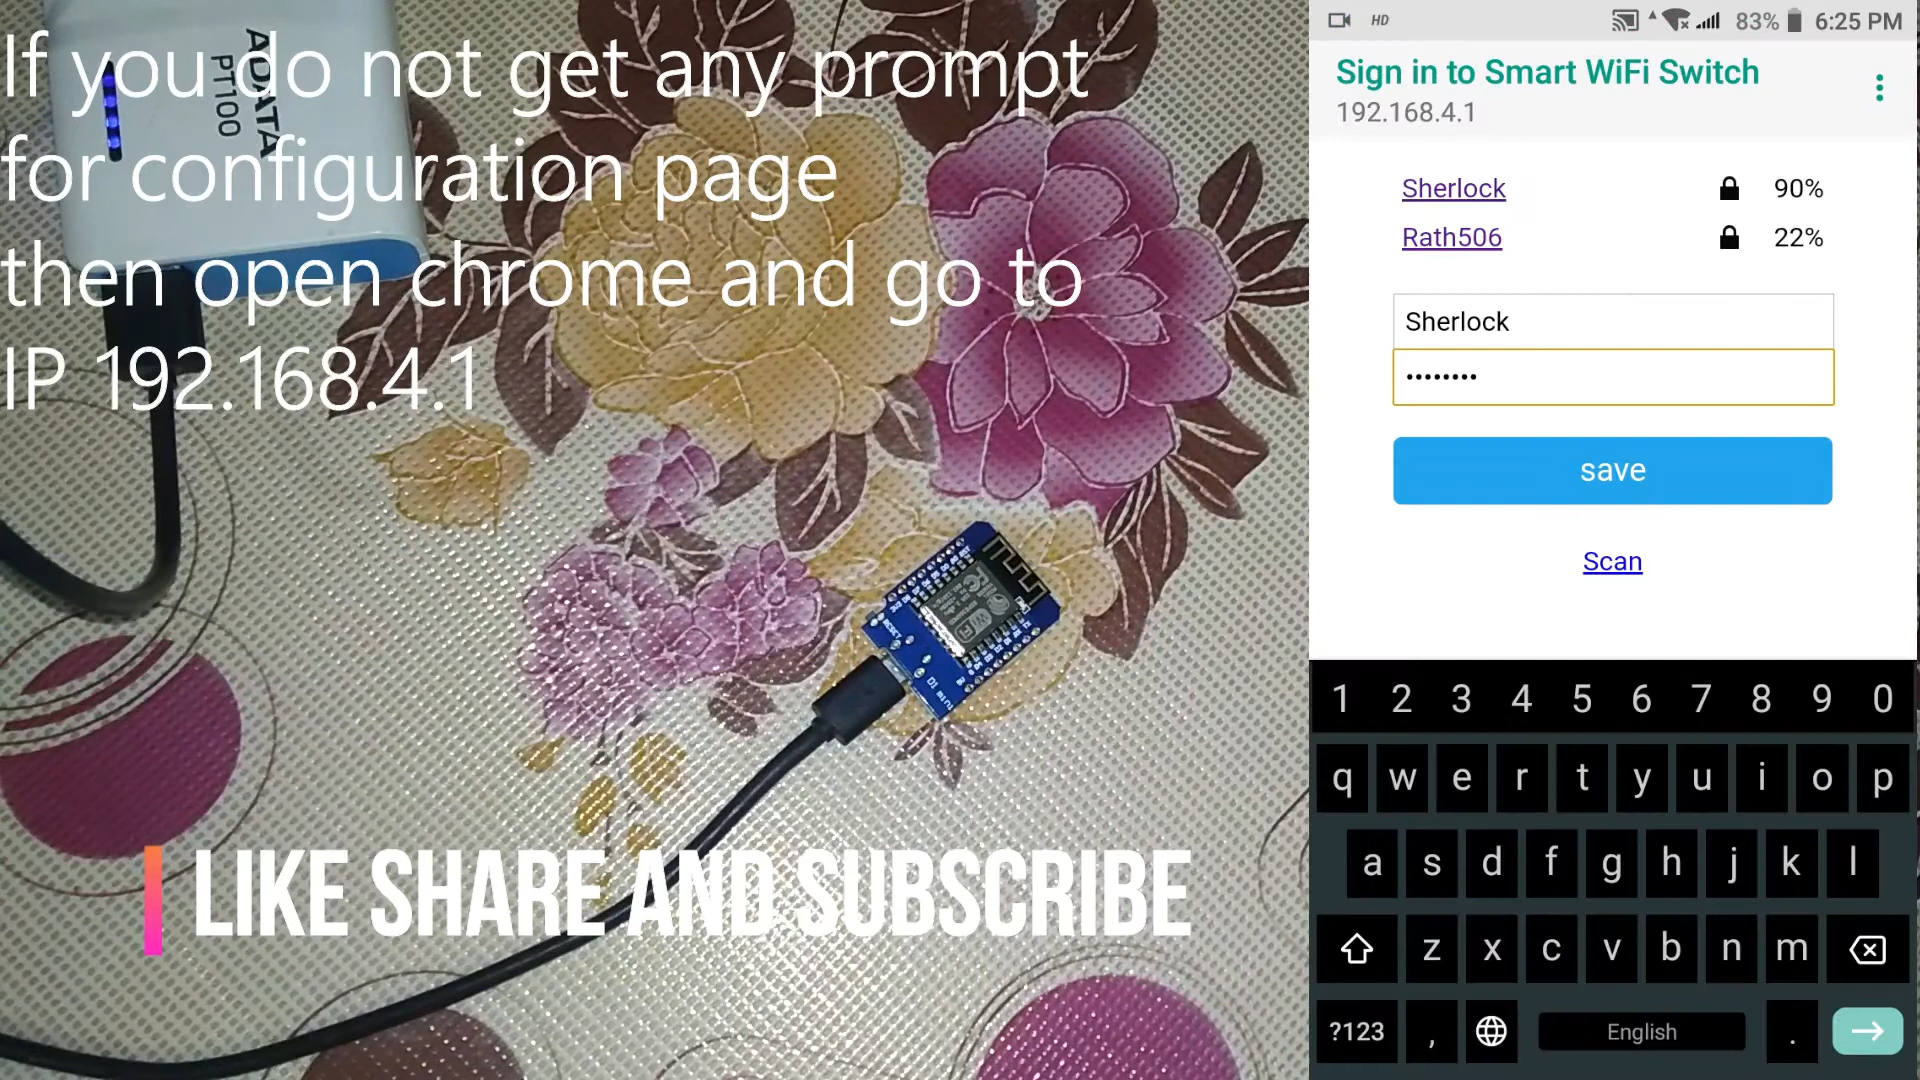 If you do not get any prompt
for configuration page
then open chrome and go to
IP 192.168.4.1
ADATA
PT100
RESET
D1 mini
LIKE SHARE AND SUBSCRIBE
HD
83%
6:25 PM
Sign in to Smart WiFi Switch
192.168.4.1
Sherlock 90%
Rath506 22%
Sherlock
••••••••
save
Scan
1 2 3 4 5 6 7 8 9 0
q w e r t y u i o p
a s d f g h j k l
z x c v b n m
?123 , English .